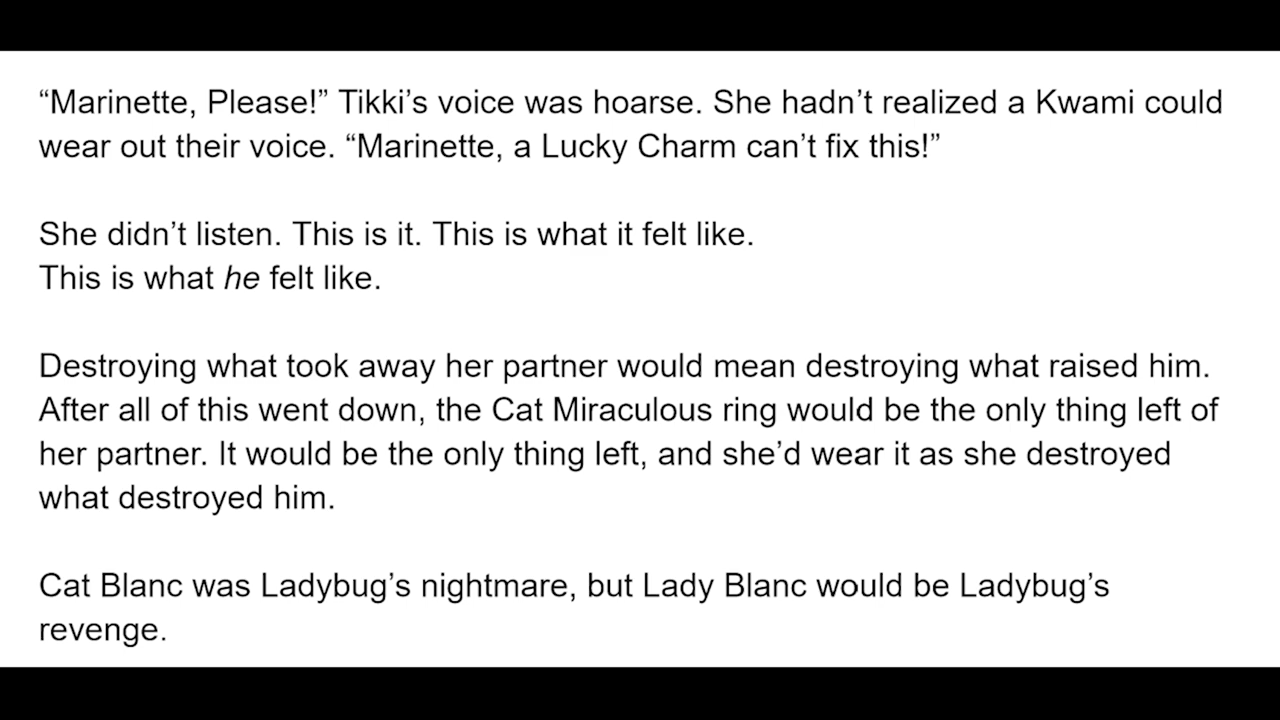 “Marinette, Please!” Tikki’s voice was hoarse. She hadn’t realized a Kwami could
wear out their voice. “Marinette, a Lucky Charm can’t fix this!”
She didn’t listen. This is it. This is what it felt like.
This is what he felt like.
Destroying what took away her partner would mean destroying what raised him.
After all of this went down, the Cat Miraculous ring would be the only thing left of
her partner. It would be the only thing left, and she’d wear it as she destroyed
what destroyed him.
Cat Blanc was Ladybug’s nightmare, but Lady Blanc would be Ladybug’s
revenge.